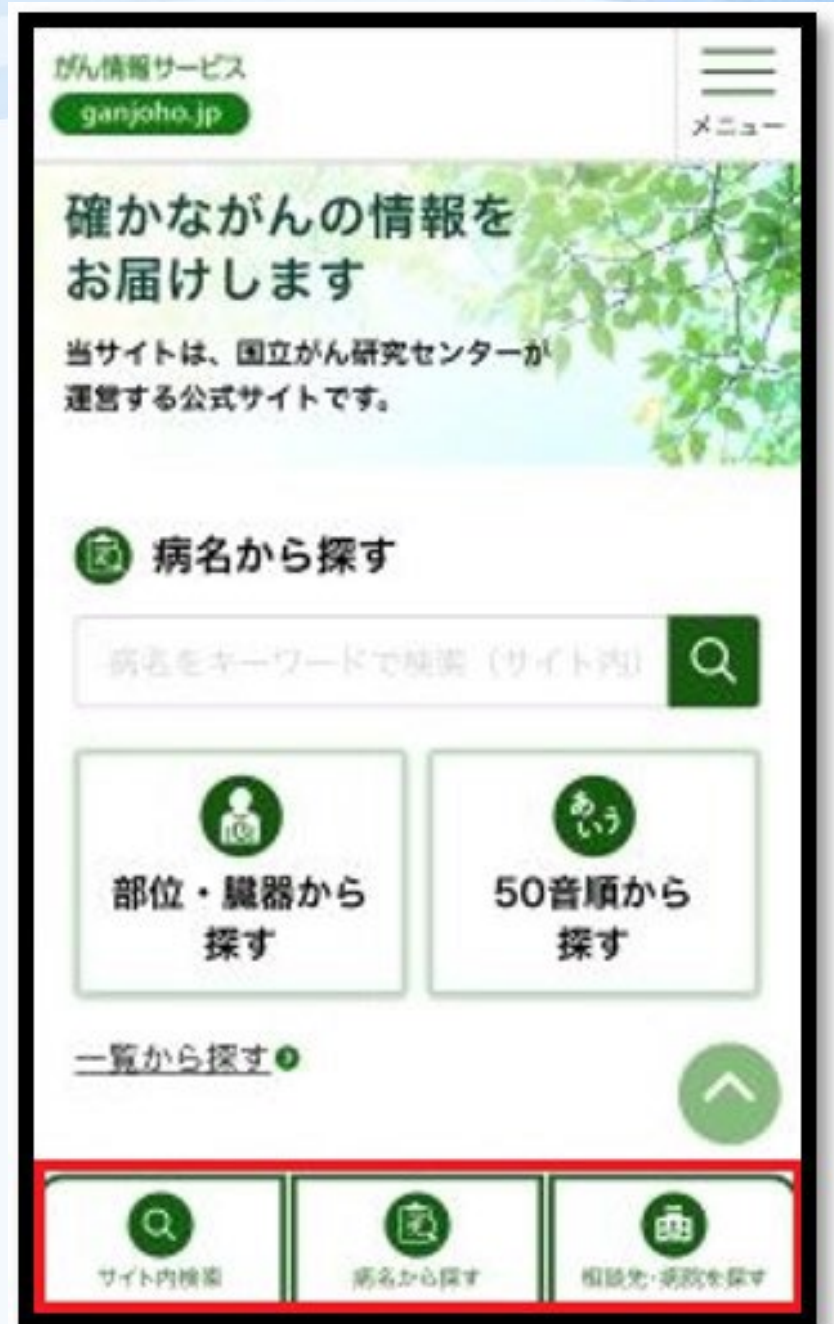 がん情報サービス
ganjoho.jp
メニュー
確かながんの情報を
お届けします
当サイトは、国立がん研究センターが
運営する公式サイトです。
病名から探す
病名をキーワードで検索（サイト内）
部位・臓器から
探す
あいう
50音順から
探す
一覧から探す
サイト内検索
病名から探す
相談先・病院を探す